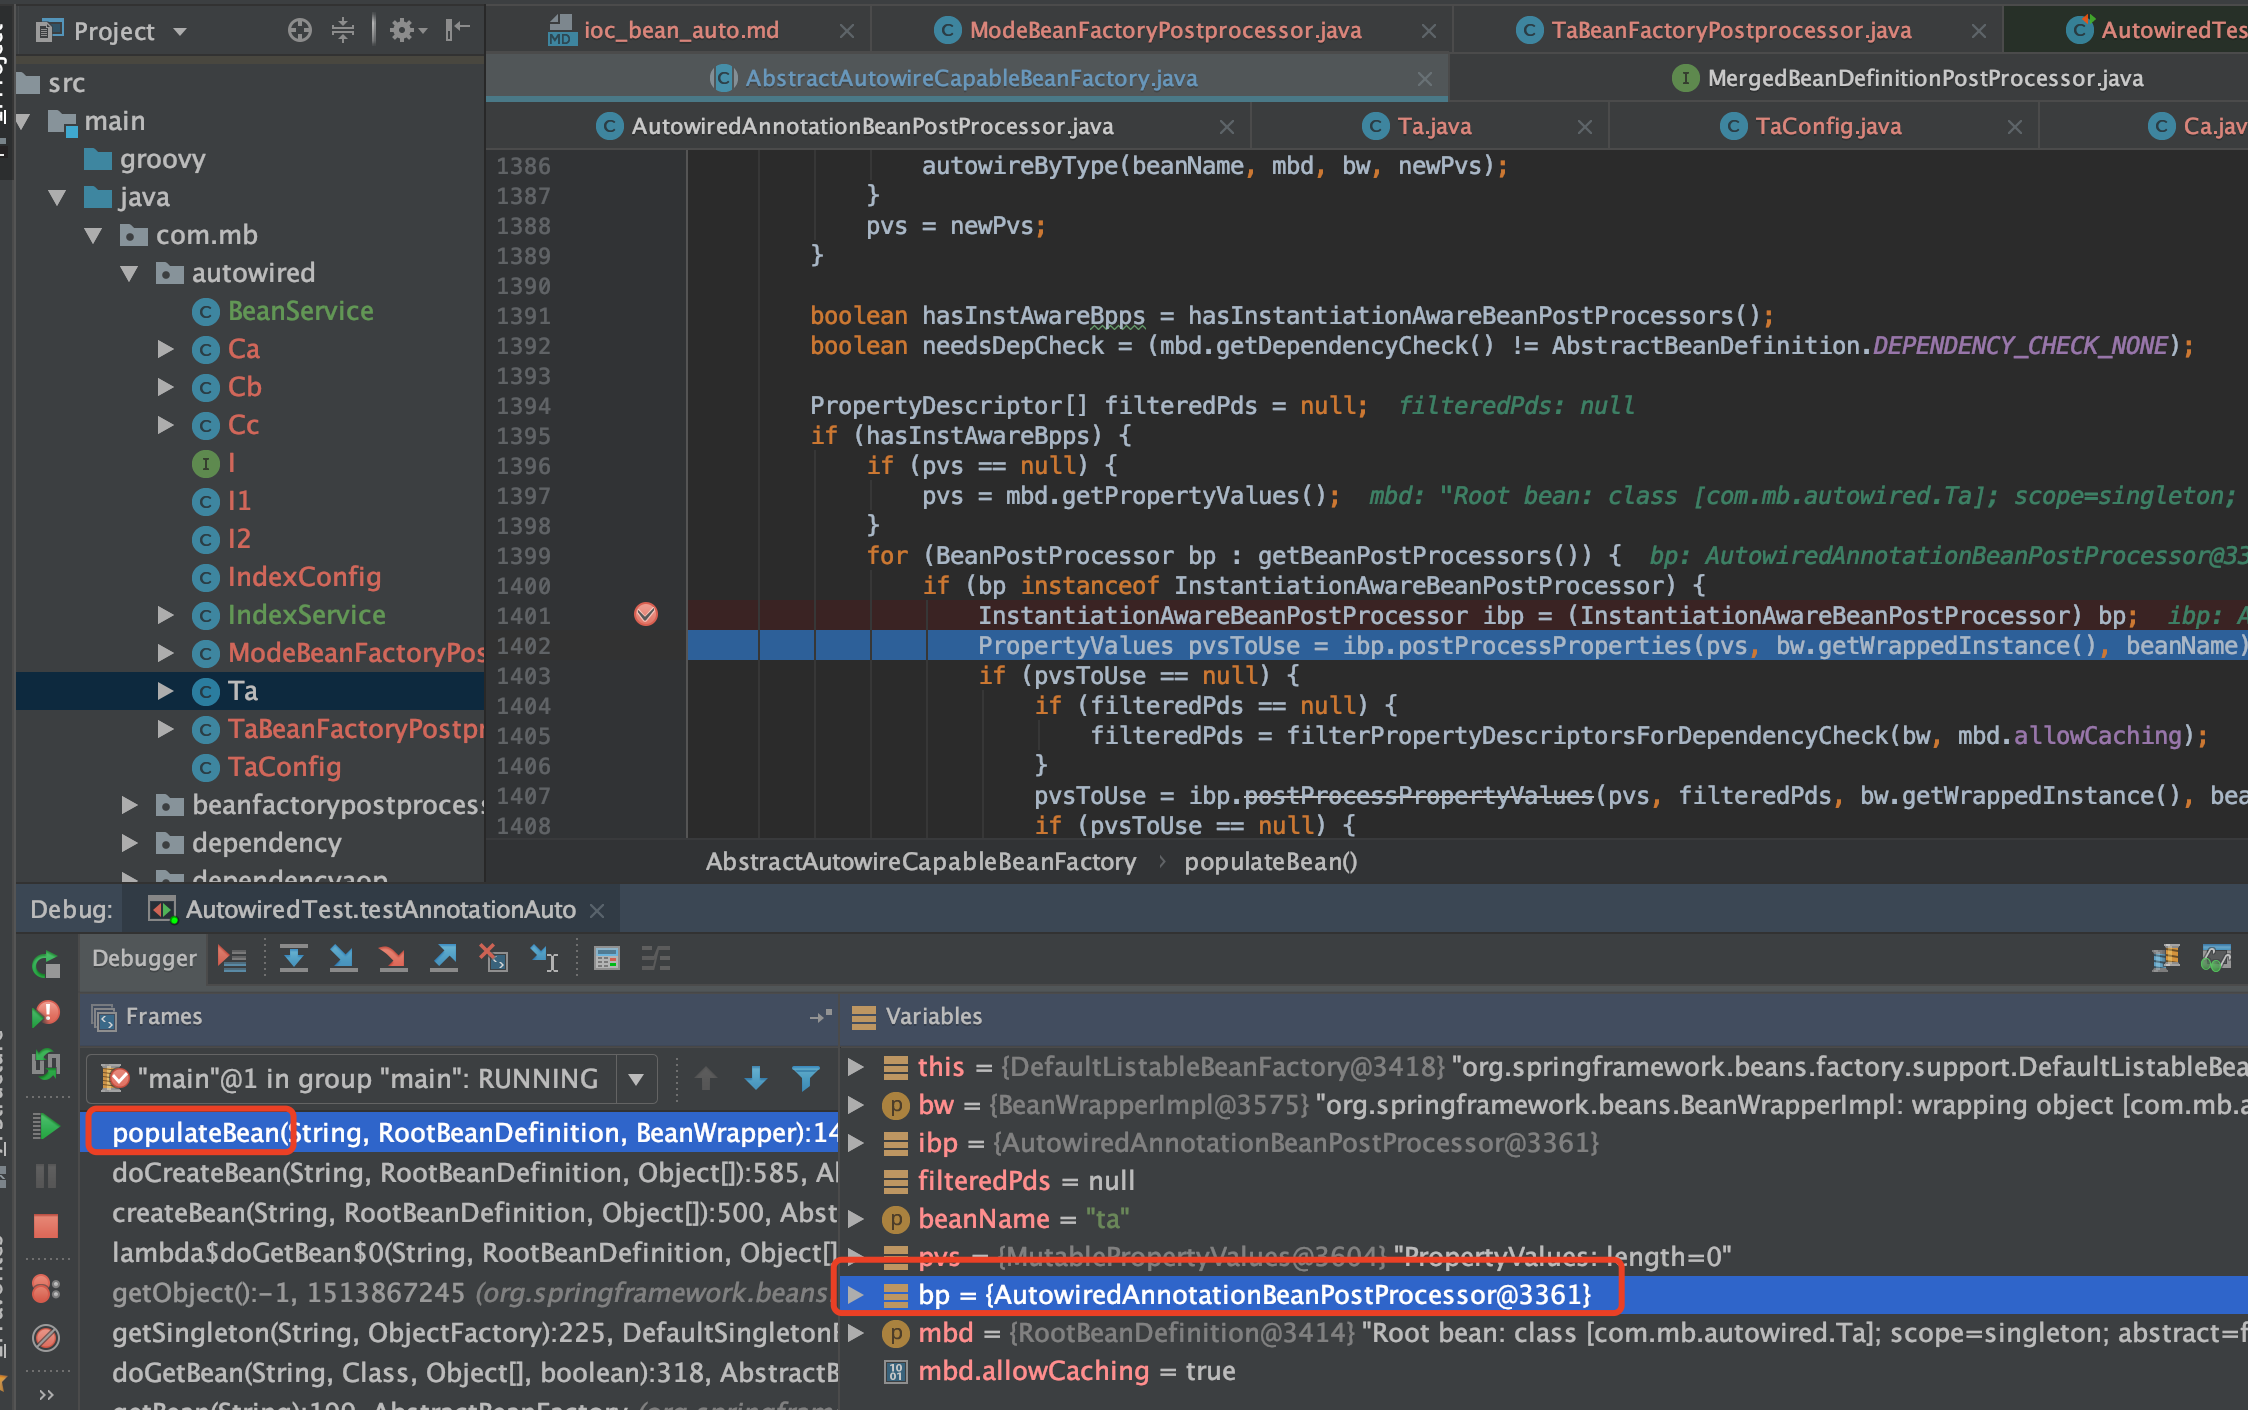 Project
ioc_bean_auto.md
ModeBeanFactoryPostprocessor.java
TaBeanFactoryPostprocessor.java
AutowiredTes
AbstractAutowireCapableBeanFactory.java
MergedBeanDefinitionPostProcessor.java
AutowiredAnnotationBeanPostProcessor.java
Ta.java
TaConfig.java
Ca.jav
src
main
groovy
java
com.mb
autowired
BeanService
Ca
Cb
Cc
I
I1
I2
IndexConfig
IndexService
ModeBeanFactoryPos
Ta
TaBeanFactoryPostpr
TaConfig
beanfactorypostprocess
dependency
dependencyaop
1386 autowireByType(beanName, mbd, bw, newPvs);
1387 }
1388 pvs = newPvs;
1389 }
1390
1391 boolean hasInstAwareBpps = hasInstantiationAwareBeanPostProcessors();
1392 boolean needsDepCheck = (mbd.getDependencyCheck() != AbstractBeanDefinition.DEPENDENCY_CHECK_NONE);
1393
1394 PropertyDescriptor[] filteredPds = null; filteredPds: null
1395 if (hasInstAwareBpps) {
1396 if (pvs == null) {
1397 pvs = mbd.getPropertyValues(); mbd: "Root bean: class [com.mb.autowired.Ta]; scope=singleton;
1398 }
1399 for (BeanPostProcessor bp : getBeanPostProcessors()) { bp: AutowiredAnnotationBeanPostProcessor@33
1400 if (bp instanceof InstantiationAwareBeanPostProcessor) {
1401 InstantiationAwareBeanPostProcessor ibp = (InstantiationAwareBeanPostProcessor) bp; ibp: A
1402 PropertyValues pvsToUse = ibp.postProcessProperties(pvs, bw.getWrappedInstance(), beanName)
1403 if (pvsToUse == null) {
1404 if (filteredPds == null) {
1405 filteredPds = filterPropertyDescriptorsForDependencyCheck(bw, mbd.allowCaching);
1406 }
1407 pvsToUse = ibp.postProcessPropertyValues(pvs, filteredPds, bw.getWrappedInstance(), bea
1408 if (pvsToUse == null) {
AbstractAutowireCapableBeanFactory › populateBean()
Debug: AutowiredTest.testAnnotationAuto
Debugger
Frames
"main"@1 in group "main": RUNNING
populateBean(String, RootBeanDefinition, BeanWrapper):14
doCreateBean(String, RootBeanDefinition, Object[]):585, Al
createBean(String, RootBeanDefinition, Object[]):500, Abst
lambda$doGetBean$0(String, RootBeanDefinition, Object[]
getObject():-1, 1513867245 (org.springframework.beans
getSingleton(String, ObjectFactory):225, DefaultSingletonB
doGetBean(String, Class, Object[], boolean):318, AbstractB
getBean(String):199, AbstractBeanFactory (org.springfram
Variables
this = {DefaultListableBeanFactory@3418} "org.springframework.beans.factory.support.DefaultListableBea
bw = {BeanWrapperImpl@3575} "org.springframework.beans.BeanWrapperImpl: wrapping object [com.mb.a
ibp = {AutowiredAnnotationBeanPostProcessor@3361}
filteredPds = null
beanName = "ta"
pvs = {MutablePropertyValues@3604} "PropertyValues: length=0"
bp = {AutowiredAnnotationBeanPostProcessor@3361}
mbd = {RootBeanDefinition@3414} "Root bean: class [com.mb.autowired.Ta]; scope=singleton; abstract=f
mbd.allowCaching = true